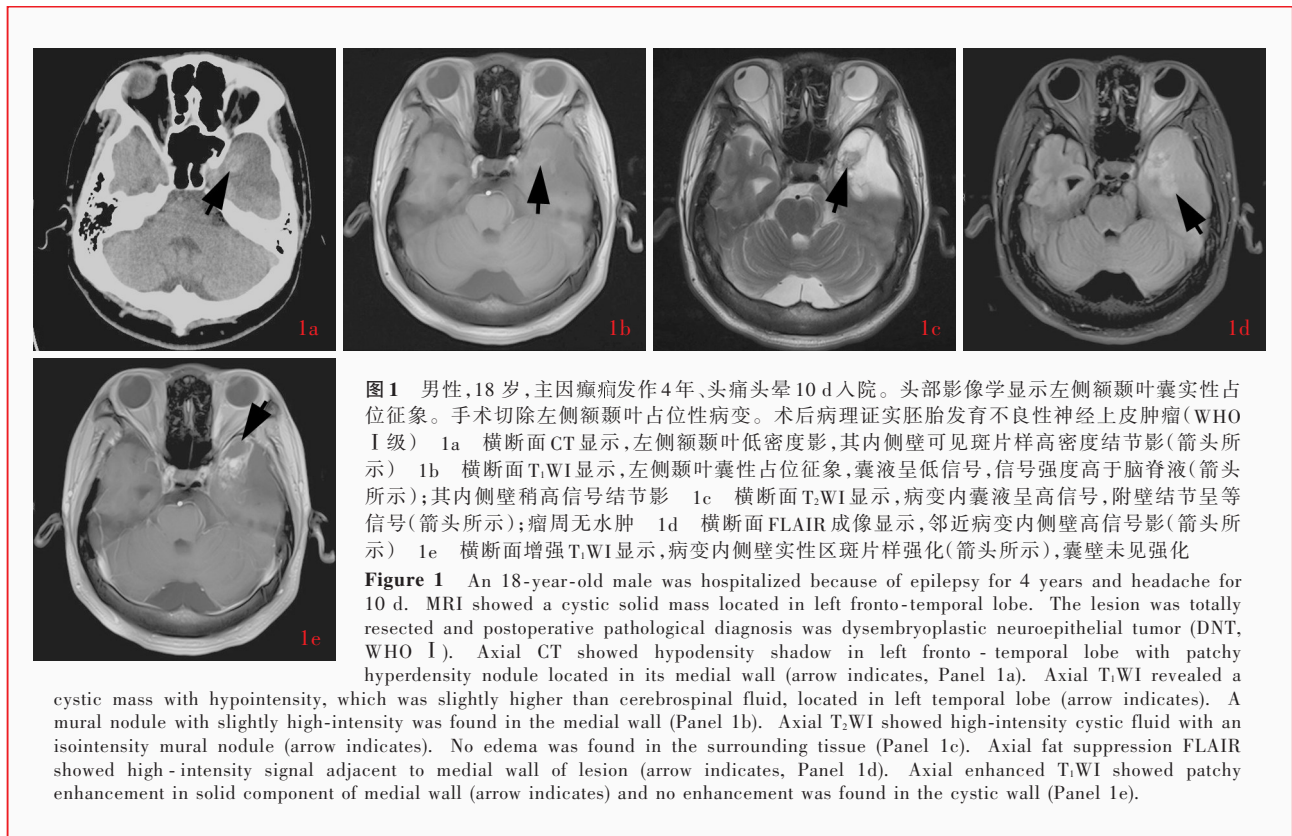 1a
1b
1c
1d
1e
图1 男性,18 岁,主因癫痫发作 4 年、头痛头晕 10 d 入院。头部影像学显示左侧额颞叶囊实性占
位征象。手术切除左侧额颞叶占位性病变。术后病理证实胚胎发育不良性神经上皮肿瘤(WHO
Ⅰ级) 1a 横断面 CT 显示,左侧额颞叶低密度影,其内侧壁可见斑片样高密度结节影(箭头所
示) 1b 横断面 T₁WI 显示,左侧颞叶囊性占位征象,囊液呈低信号,信号强度高于脑脊液(箭头
所示);其内侧壁稍高信号结节影 1c 横断面 T₂WI 显示,病变内囊液呈高信号,附壁结节呈等
信号(箭头所示);瘤周无水肿 1d 横断面 FLAIR 成像显示,邻近病变内侧壁高信号影(箭头所
示) 1e 横断面增强 T₁WI 显示,病变内侧壁实性区斑片样强化(箭头所示),囊壁未见强化
Figure 1 An 18-year-old male was hospitalized because of epilepsy for 4 years and headache for
10 d. MRI showed a cystic solid mass located in left fronto-temporal lobe. The lesion was totally
resected and postoperative pathological diagnosis was dysembryoplastic neuroepithelial tumor (DNT,
WHO Ⅰ). Axial CT showed hypodensity shadow in left fronto - temporal lobe with patchy
hyperdensity nodule located in its medial wall (arrow indicates, Panel 1a). Axial T₁WI revealed a
cystic mass with hypointensity, which was slightly higher than cerebrospinal fluid, located in left temporal lobe (arrow indicates). A
mural nodule with slightly high-intensity was found in the medial wall (Panel 1b). Axial T₂WI showed high-intensity cystic fluid with an
isointensity mural nodule (arrow indicates). No edema was found in the surrounding tissue (Panel 1c). Axial fat suppression FLAIR
showed high - intensity signal adjacent to medial wall of lesion (arrow indicates, Panel 1d). Axial enhanced T₁WI showed patchy
enhancement in solid component of medial wall (arrow indicates) and no enhancement was found in the cystic wall (Panel 1e).